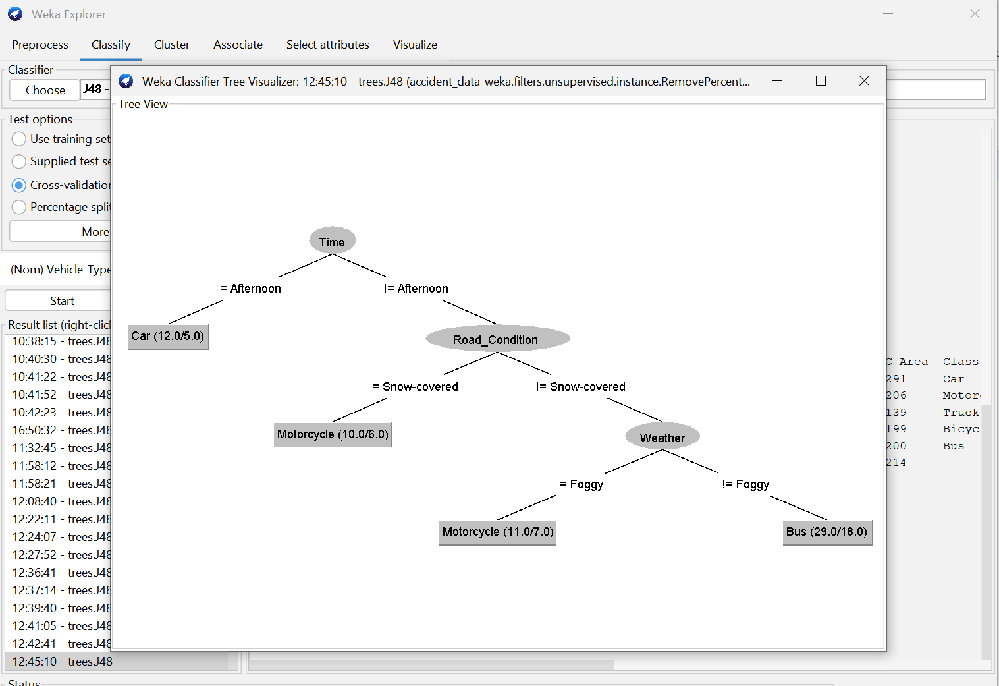 Weka Explorer
Preprocess Classify Cluster Associate Select attributes Visualize
Classifier
Choose J48 -
Weka Classifier Tree Visualizer: 12:45:10 - trees.J48 (accident_data-weka.filters.unsupervised.instance.RemovePercent...
Tree View
Test options
Use training set
Supplied test se
Cross-validation
Percentage split
More
(Nom) Vehicle_Type
Start
Result list (right-clic
10:38:15 - trees.J48
10:40:30 - trees.J48
10:41:22 - trees.J48
10:41:52 - trees.J48
10:42:23 - trees.J48
16:50:32 - trees.J48
11:32:45 - trees.J48
11:58:12 - trees.J48
11:58:21 - trees.J48
12:08:40 - trees.J48
12:22:11 - trees.J48
12:24:07 - trees.J48
12:27:52 - trees.J48
12:36:41 - trees.J48
12:37:14 - trees.J48
12:39:40 - trees.J48
12:41:05 - trees.J48
12:42:41 - trees.J48
12:45:10 - trees.J48
Status
Time
= Afternoon != Afternoon
Car (12.0/5.0) Road_Condition
= Snow-covered != Snow-covered
Motorcycle (10.0/6.0) Weather
= Foggy != Foggy
Motorcycle (11.0/7.0) Bus (29.0/18.0)
C Area Class
291 Car
206 Motorc
139 Truck
199 Bicycl
200 Bus
214